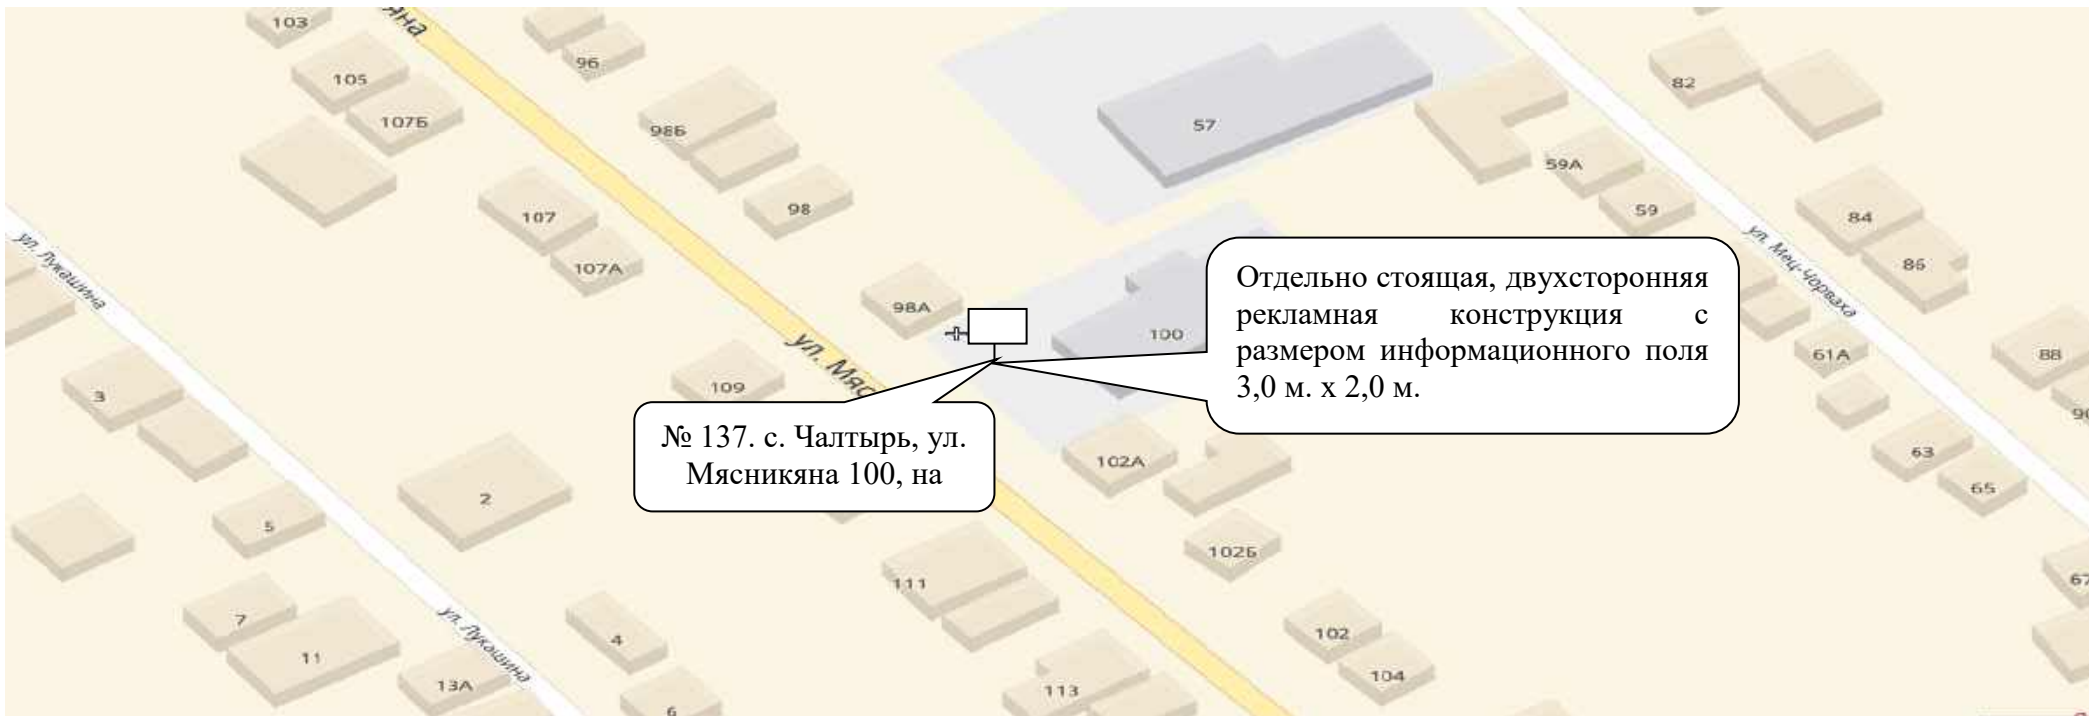 103
яна
96
105
107Б
98Б
57
82
59А
59
107
98
84
ул. Мец-Чорваха
86
ул. Лукашина
107А
98А
Отдельно стоящая, двухсторонняя
рекламная конструкция с
размером информационного поля
3,0 м. х 2,0 м.
100
ул. Мяс
61А
88
109
3
90
№ 137. с. Чалтырь, ул.
Мясникяна 100, на
102А
63
65
2
5
102Б
111
67
7
ул. Лукашина
4
102
11
13А
104
113
6